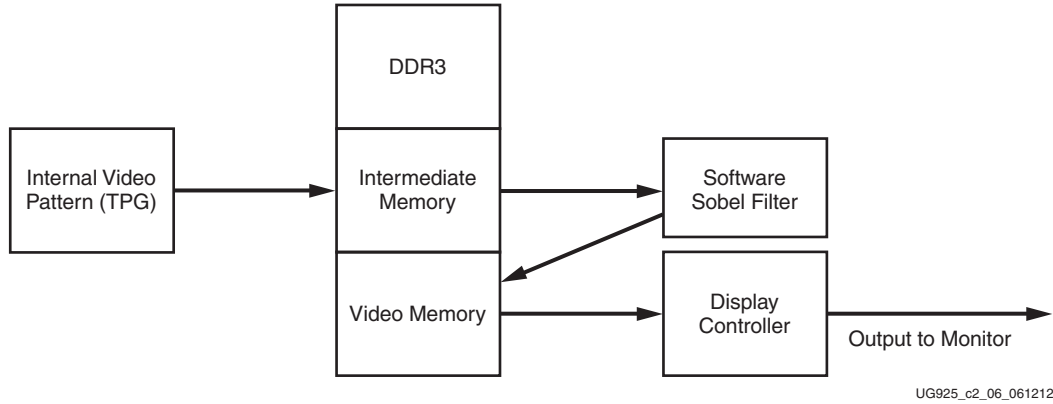 DDR3
Internal Video
Pattern (TPG)
Intermediate
Memory
Software
Sobel Filter
Video Memory
Display
Controller
Output to Monitor
UG925_c2_06_061212